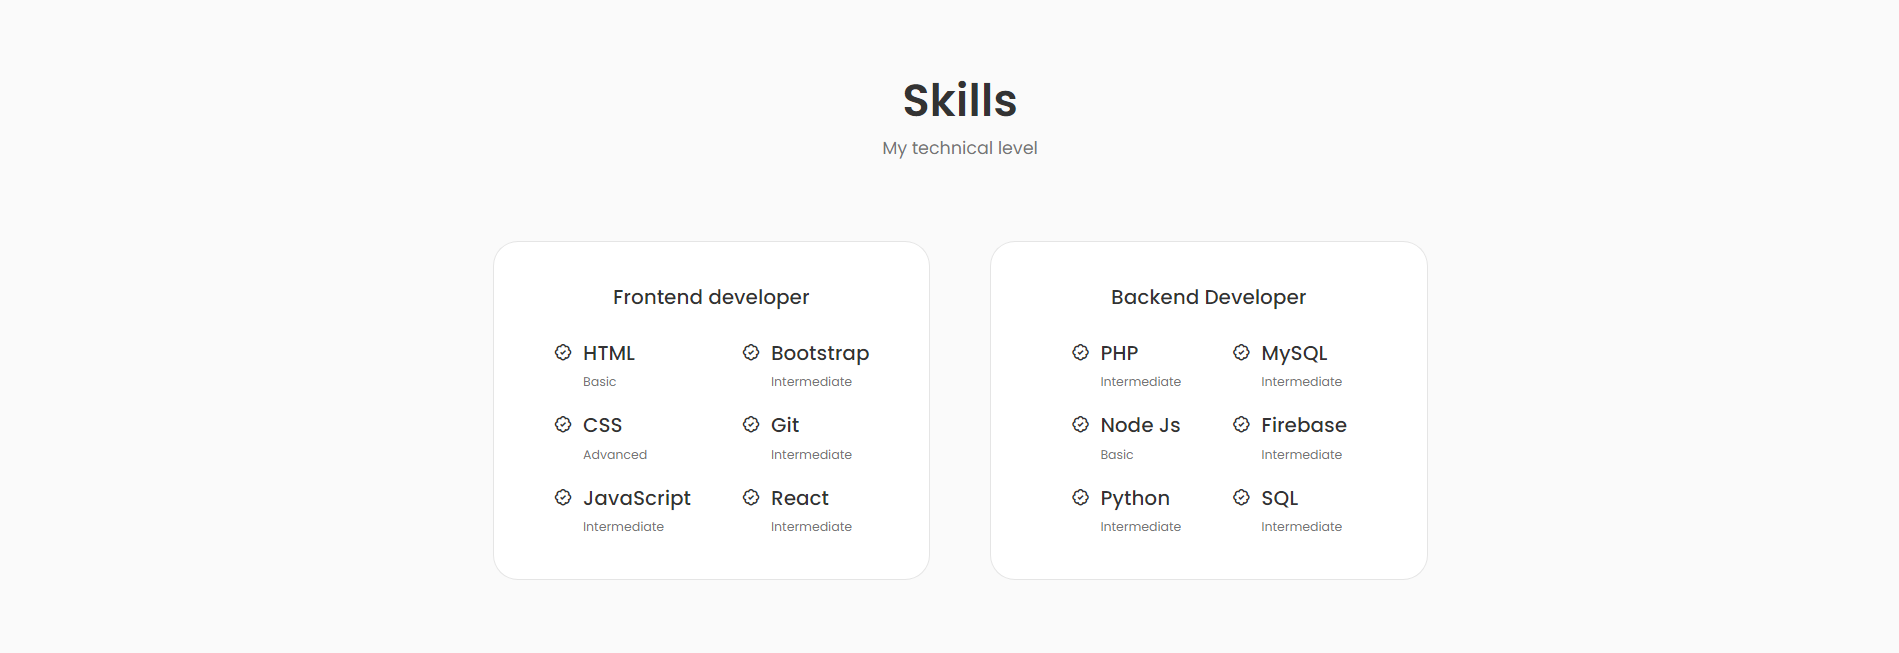 Skills
My technical level
Frontend developer
HTML
Basic
CSS
Advanced
JavaScript
Intermediate
Bootstrap
Intermediate
Git
Intermediate
React
Intermediate
Backend Developer
PHP
Intermediate
Node Js
Basic
Python
Intermediate
MySQL
Intermediate
Firebase
Intermediate
SQL
Intermediate